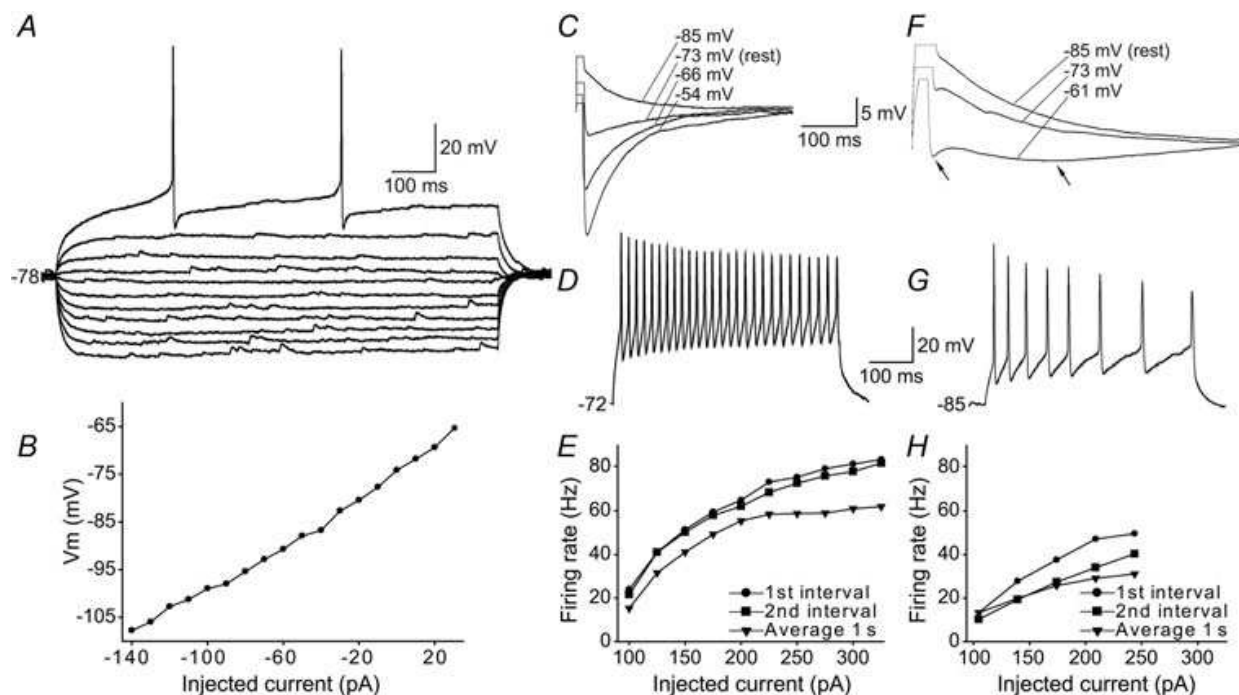 A
20 mV
100 ms
-78
B
Vm (mV)
-65
-75
-85
-95
-105
-140 -100 -60 -20 20
Injected current (pA)
C
-85 mV
-73 mV (rest)
-66 mV
-54 mV
5 mV
100 ms
D
-72
20 mV
100 ms
E
Firing rate (Hz)
80
60
40
20
0
1st interval
2nd interval
Average 1 s
100 150 200 250 300
Injected current (pA)
F
-85 mV (rest)
-73 mV
-61 mV
G
-85
H
Firing rate (Hz)
80
60
40
20
0
1st interval
2nd interval
Average 1 s
100 150 200 250 300
Injected current (pA)